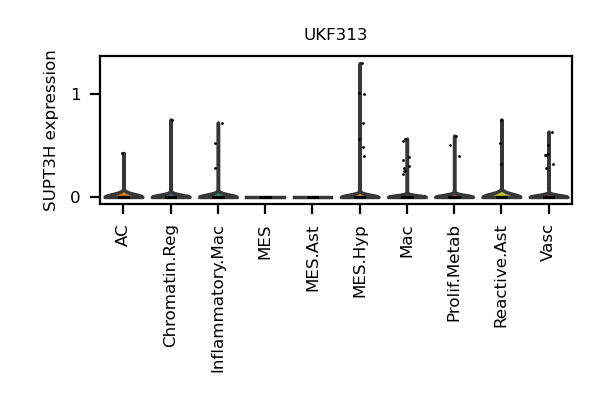 UKF313
SUPT3H expression
1
0
AC
Chromatin.Reg
Inflammatory.Mac
MES
MES.Ast
MES.Hyp
Mac
Prolif.Metab
Reactive.Ast
Vasc